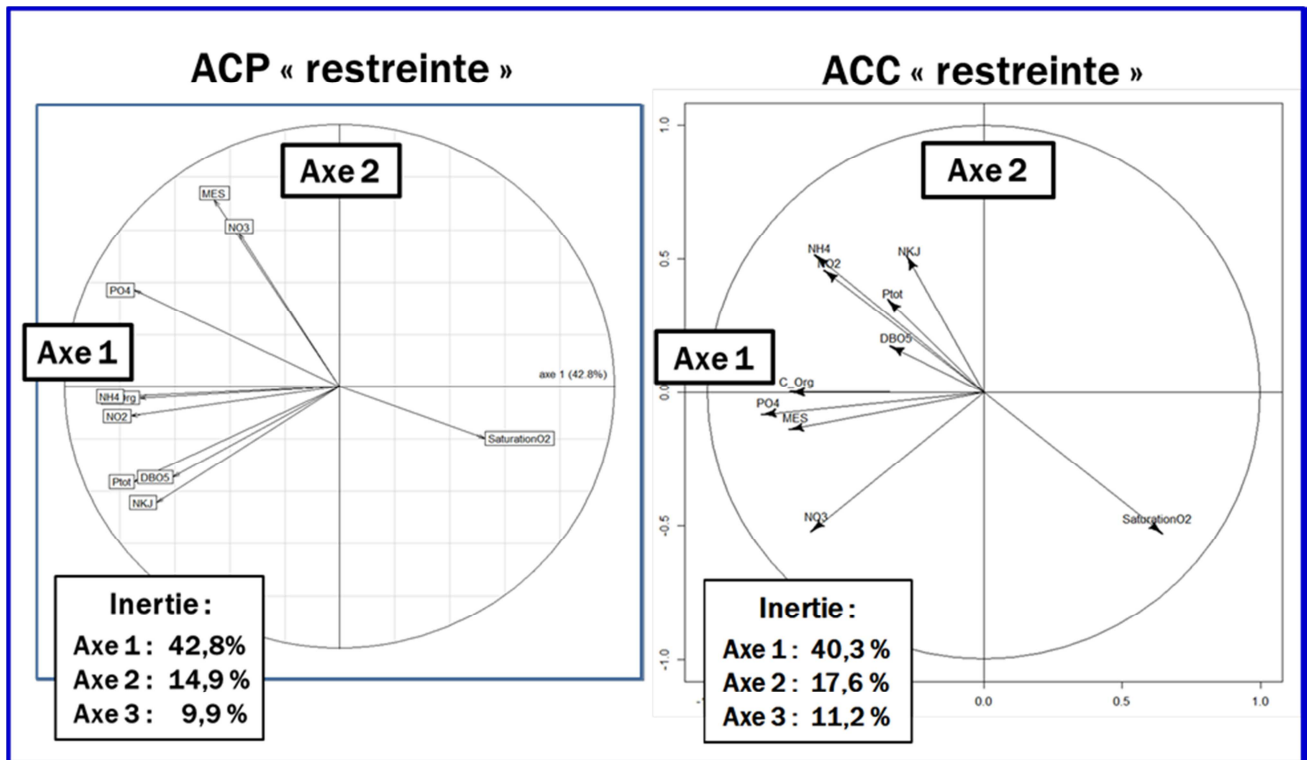 ACP « restreinte »
Axe 2
MES
NO3
PO4
Axe 1
axe 1 (42.8%)
NH4
NO2
SaturationO2
Ptot
DBO5
NKJ
Inertie :
Axe 1 : 42,8%
Axe 2 : 14,9 %
Axe 3 : 9,9 %
ACC « restreinte »
1.0
Axe 2
NH4
NO2
NKJ
0.5
Ptot
DBO5
Axe 1
C_Org
PO4
MES
NO3
SaturationO2
-0.5
-1.0
0.0
0.5
1.0
Inertie :
Axe 1 : 40,3 %
Axe 2 : 17,6 %
Axe 3 : 11,2 %